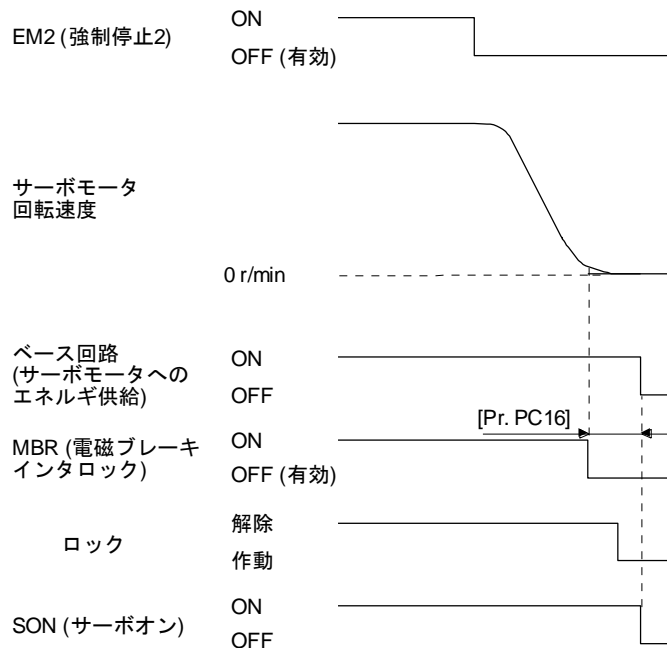 EM2 (強制停止2)
ON
OFF (有効)
サーボモータ
回転速度
0 r/min
ベース回路
(サーボモータへの
エネルギ供給)
ON
OFF
[Pr. PC16]
MBR (電磁ブレーキ
インタロック)
ON
OFF (有効)
ロック
解除
作動
SON (サーボオン)
ON
OFF